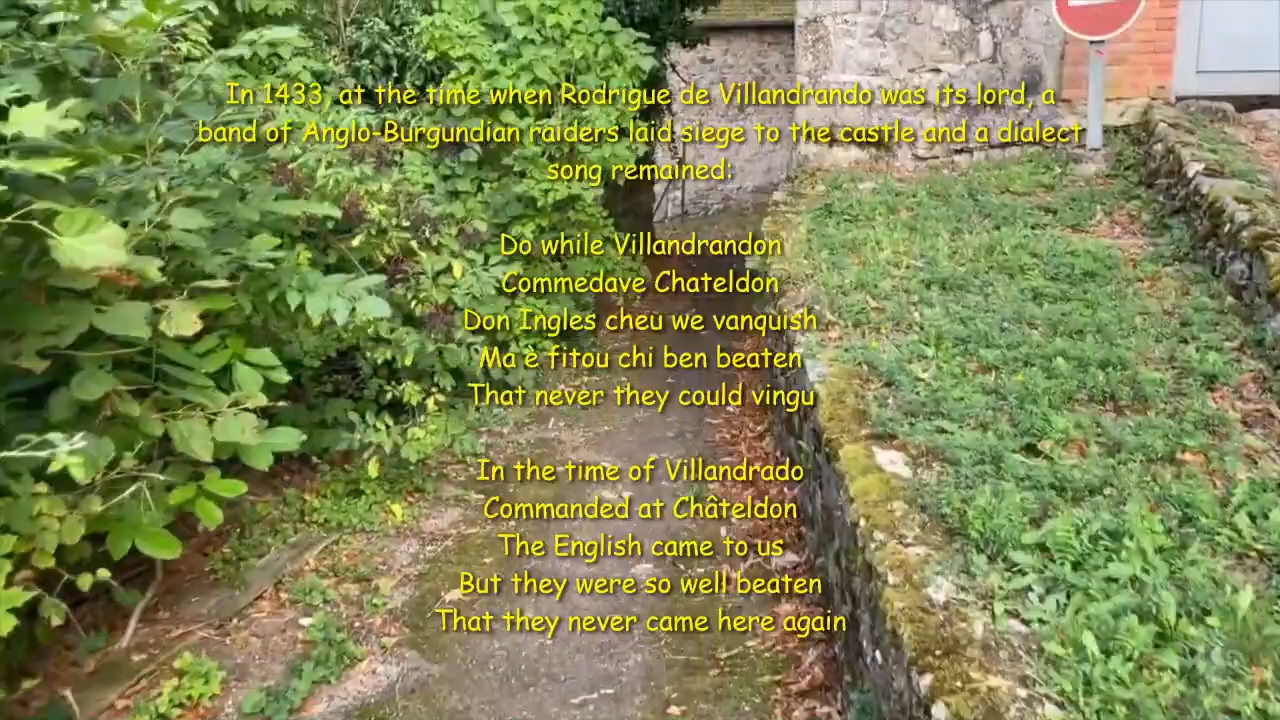 In 1433, at the time when Rodrigue de Villandrando was its lord, a
band of Anglo-Burgundian raiders laid siege to the castle and a dialect
song remained:
Do while Villandrandon
Commedave Chateldon
Don Ingles cheu we vanquish
Ma è fitou chi ben beaten
That never they could vingu
In the time of Villandrado
Commanded at Châteldon
The English came to us
But they were so well beaten
That they never came here again